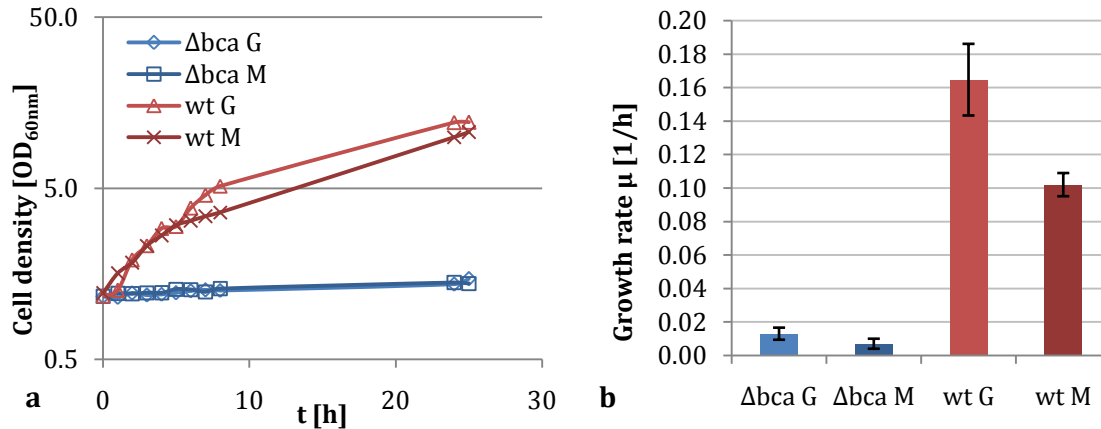 50.0
5.0
0.5
Cell density [OD60nm]
Δbca G
Δbca M
wt G
wt M
0
10
20
30
t [h]
a
0.20
0.18
0.16
0.14
0.12
0.10
0.08
0.06
0.04
0.02
0.00
Growth rate μ [1/h]
Δbca G
Δbca M
wt G
wt M
b